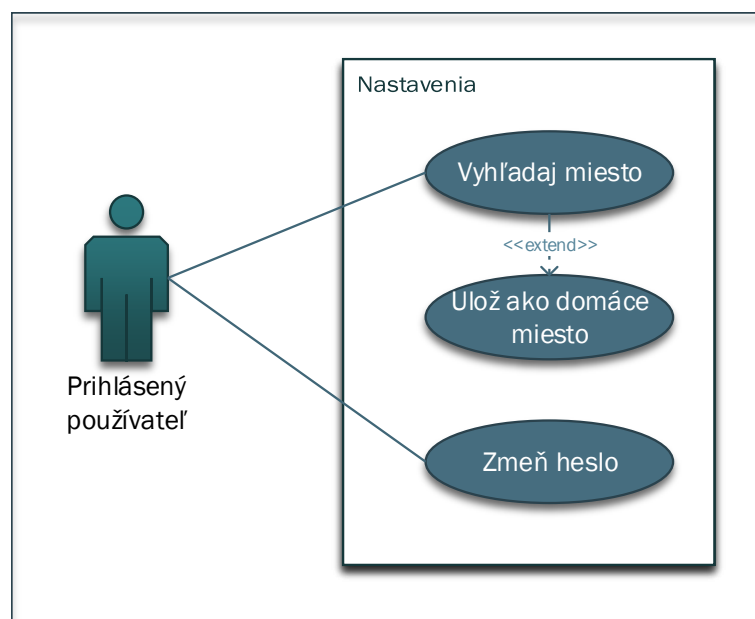 Nastavenia
Vyhľadaj miesto
<<extend>>
Ulož ako domáce
miesto
Prihlásený
používateľ
Zmeň heslo